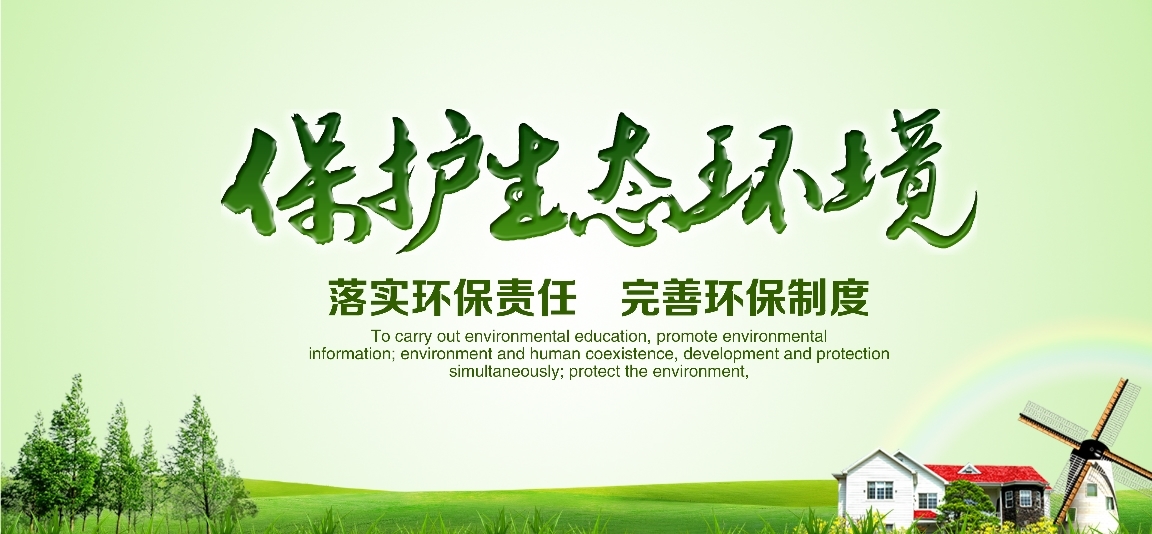 保护生态环境
落实环保责任 完善环保制度
To carry out environmental education, promote environmental
information; environment and human coexistence, development and protection
simultaneously; protect the environment,